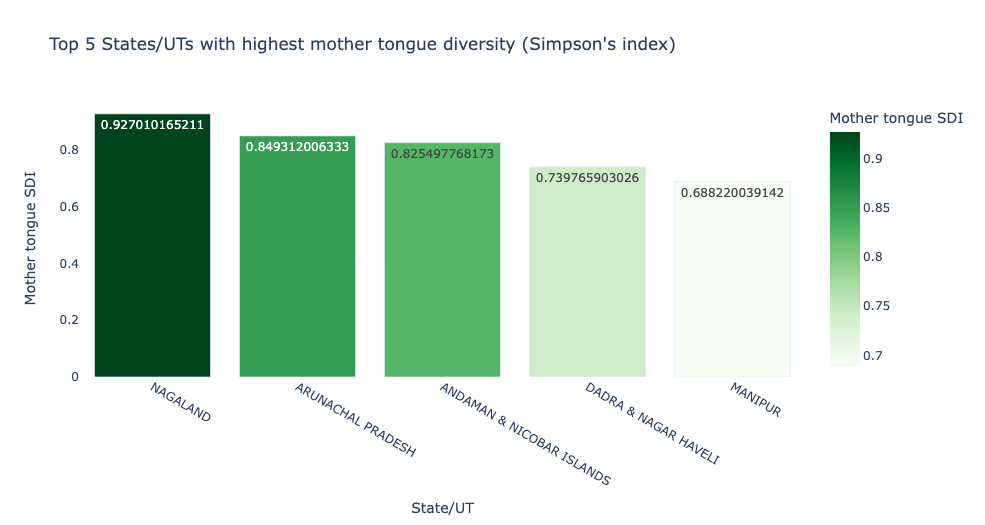 Top 5 States/UTs with highest mother tongue diversity (Simpson's index)
Mother tongue SDI
0.8
0.6
0.4
0.2
0
0.927010165211
0.849312006333
0.825497768173
0.739765903026
0.688220039142
NAGALAND
ARUNACHAL PRADESH
ANDAMAN & NICOBAR ISLANDS
DADRA & NAGAR HAVELI
MANIPUR
State/UT
Mother tongue SDI
0.9
0.85
0.8
0.75
0.7